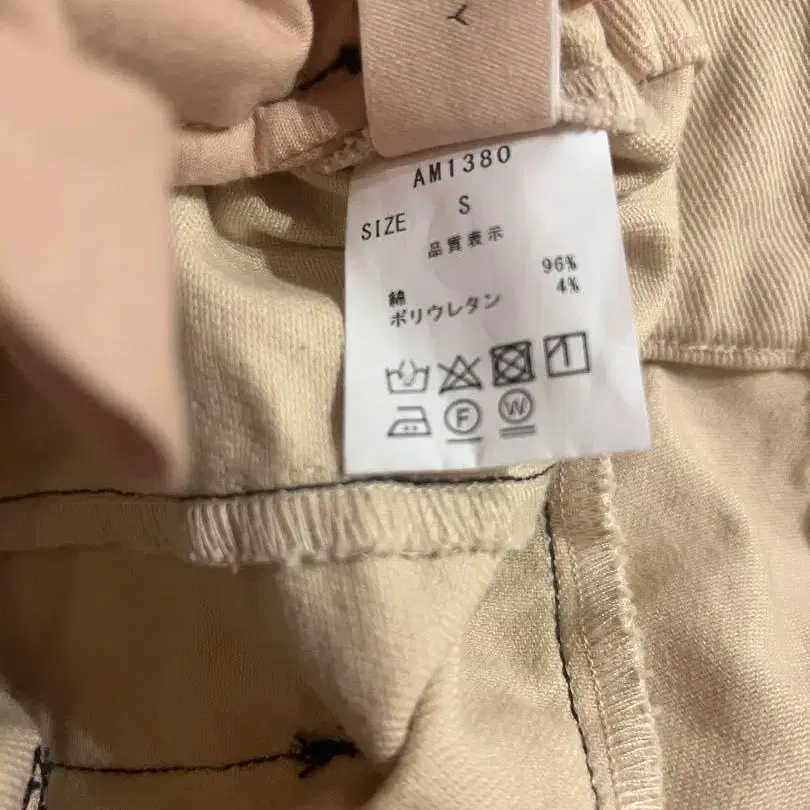 Y
AM1380
SIZE S
品質表示
綿 96%
ポリウレタン 4%
F W